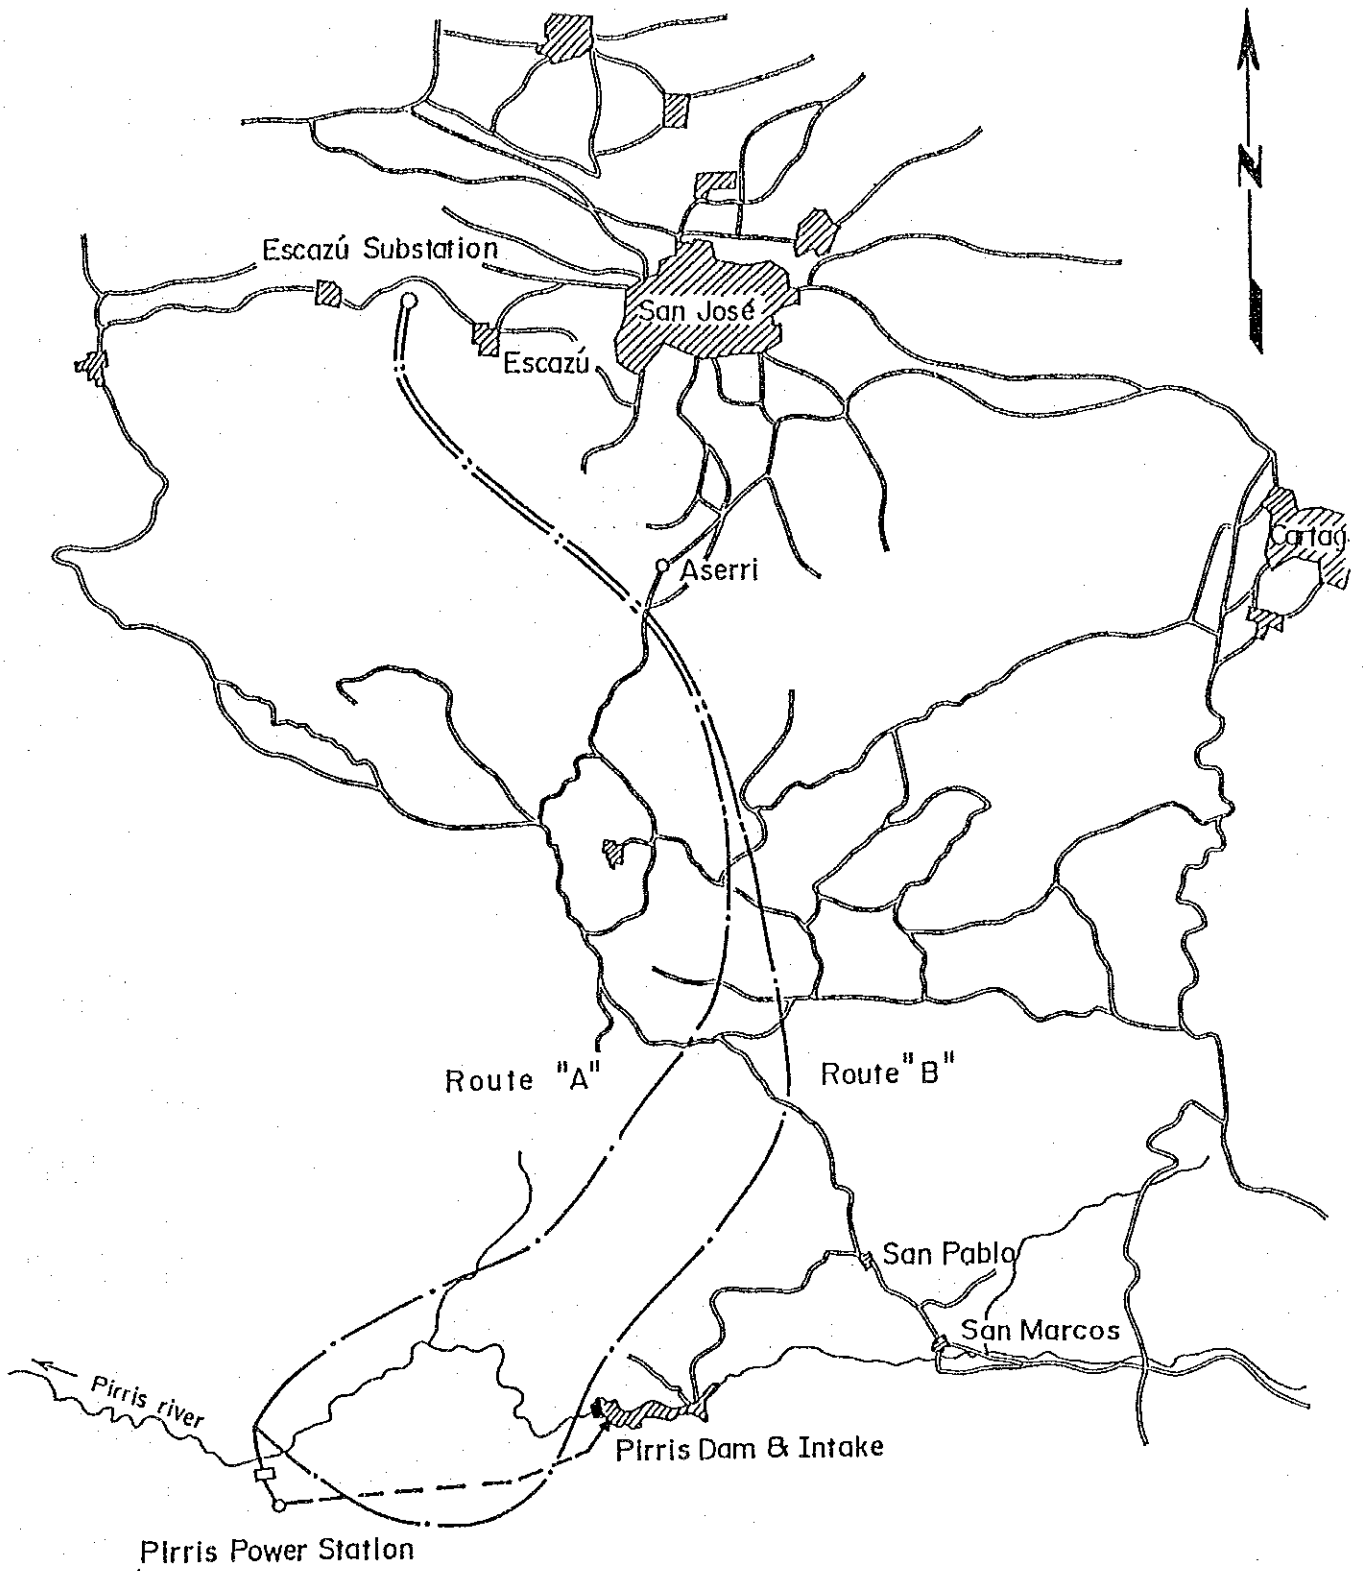 N
Escazú Substation
San José
Escazú
Cartag.
Aserri
Route "A"
Route "B"
San Pablo
San Marcos
Pirris river
Pirris Dam & Intake
Pirris Power Station